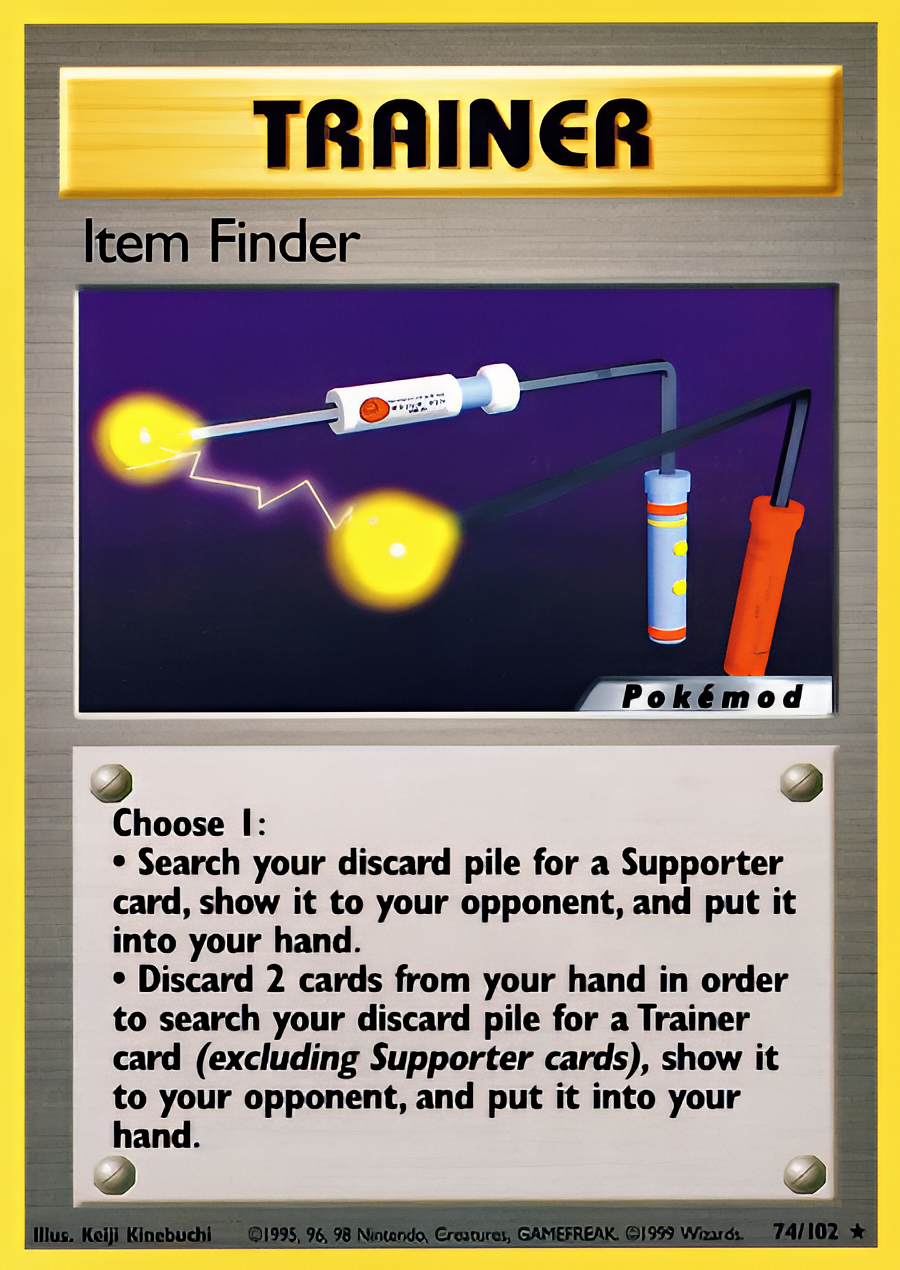 TRAINER
Item Finder
Pokémod
Choose 1:
• Search your discard pile for a Supporter
card, show it to your opponent, and put it
into your hand.
• Discard 2 cards from your hand in order
to search your discard pile for a Trainer
card (excluding Supporter cards), show it
to your opponent, and put it into your
hand.
Illus. Keiji Kinebuchi ©1995, 96, 98 Nintendo, Creatures, GAMEFREAK. ©1999 Wizards. 74/102 ★